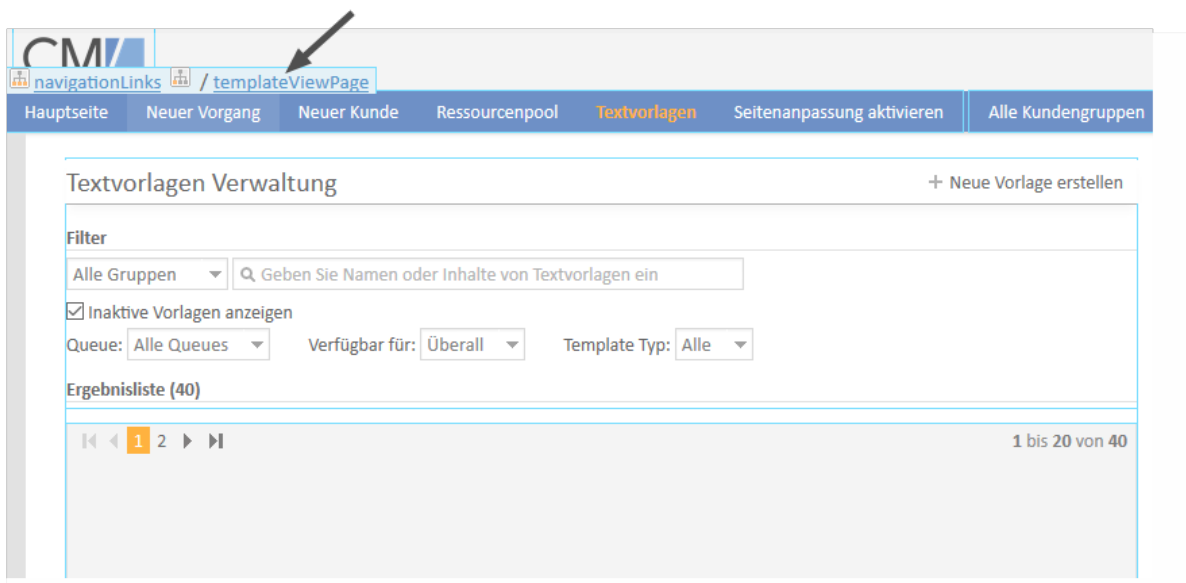 CM/
navigationLinks / templateViewPage
Hauptseite Neuer Vorgang Neuer Kunde Ressourcenpool Textvorlagen Seitenanpassung aktivieren Alle Kundengruppen
Textvorlagen Verwaltung + Neue Vorlage erstellen
Filter
Alle Gruppen Geben Sie Namen oder Inhalte von Textvorlagen ein
Inaktive Vorlagen anzeigen
Queue: Alle Queues Verfügbar für: Überall Template Typ: Alle
Ergebnisliste (40)
1 2 1 bis 20 von 40